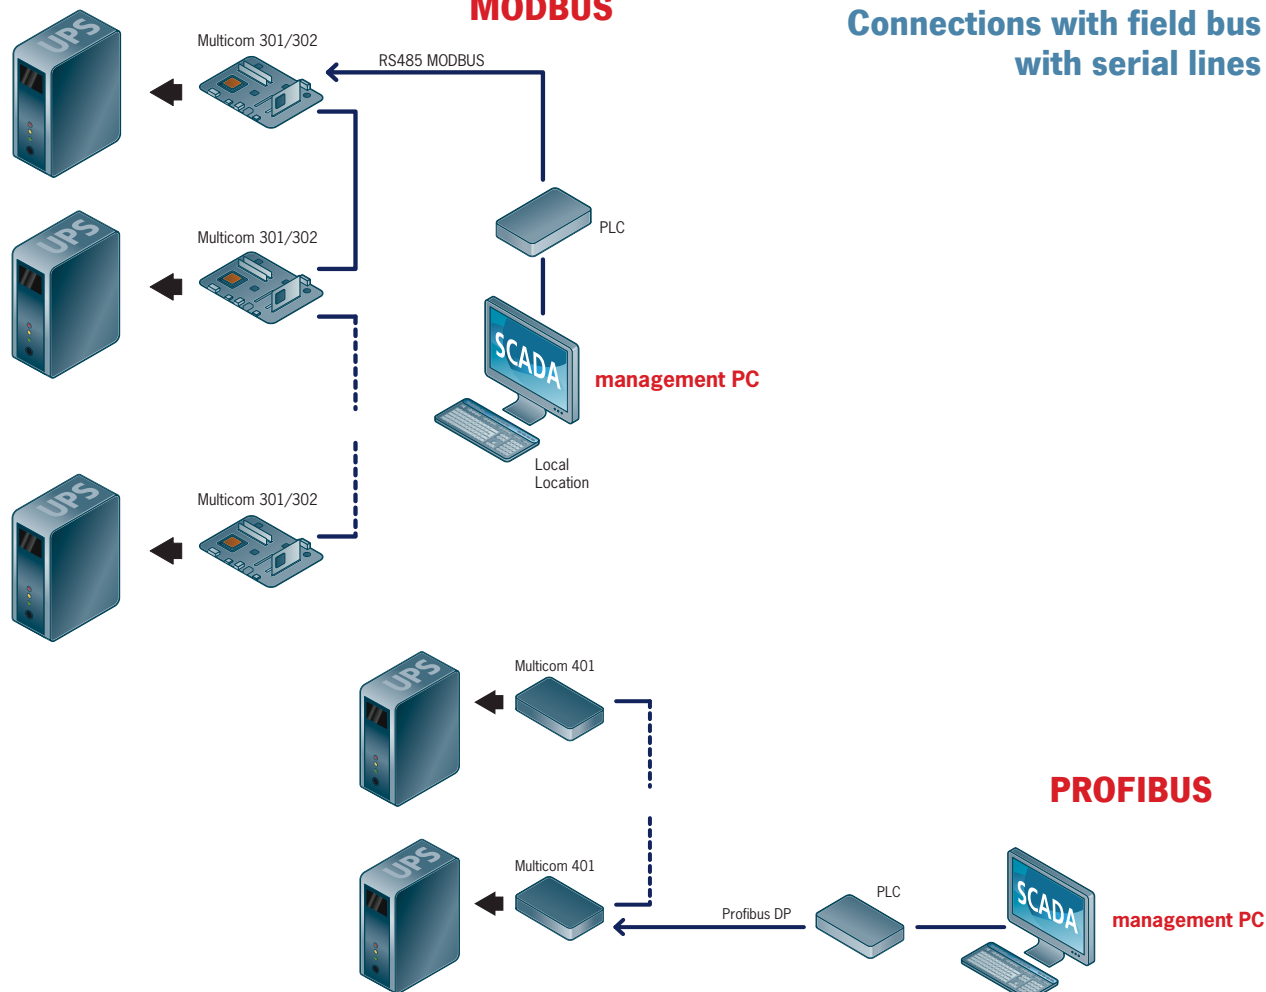 MODBUS
Connections with field bus
with serial lines
UPS
Multicom 301/302
RS485 MODBUS
UPS
Multicom 301/302
PLC
SCADA
management PC
Local
Location
UPS
Multicom 301/302
UPS
Multicom 401
PROFIBUS
UPS
Multicom 401
Profibus DP
PLC
SCADA
management PC